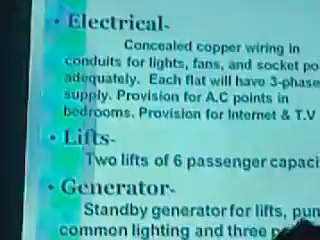 • Electrical-
Concealed copper wiring in
conduits for lights, fans, and socket po
adequately. Each flat will have 3-phase
supply. Provision for A.C points in
bedrooms. Provision for Internet & T.V
• Lifts-
Two lifts of 6 passenger capaci
• Generator-
Standby generator for lifts, pum
common lighting and three